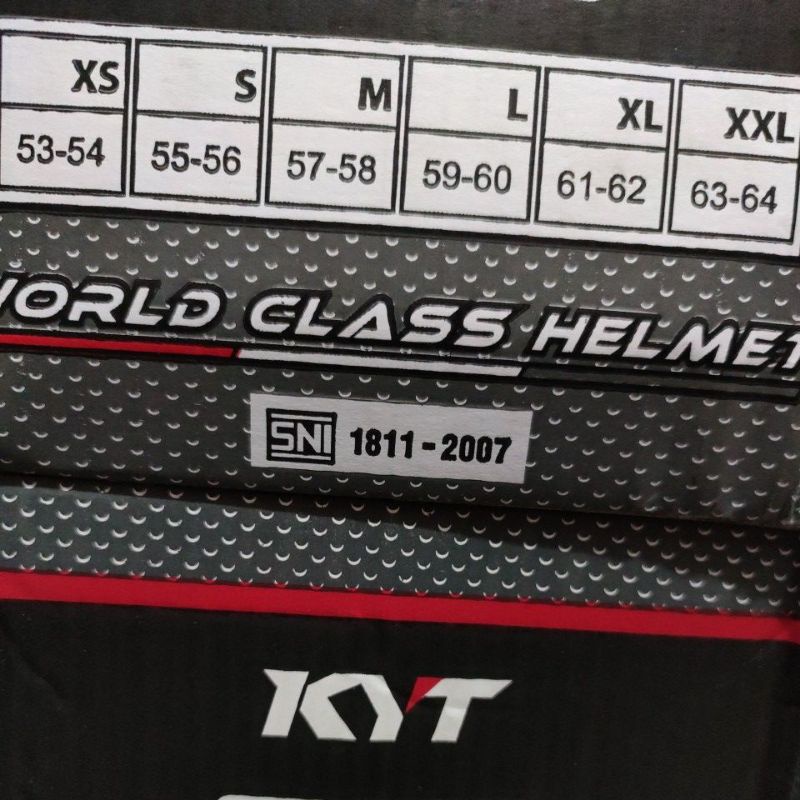 XS S M L XL XXL
53-54 55-56 57-58 59-60 61-62 63-64
WORLD CLASS HELMET
SNI 1811-2007
KYT